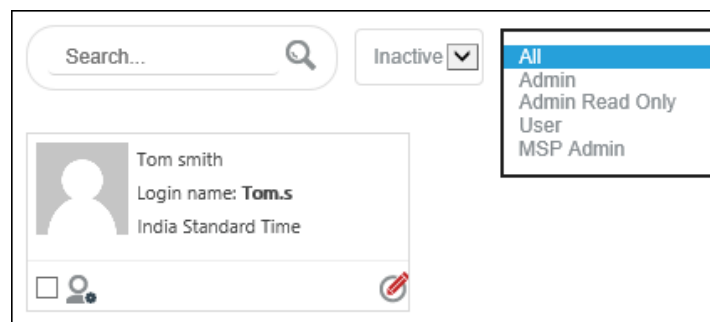 Search...
Inactive
All
Admin
Admin Read Only
User
MSP Admin
Tom smith
Login name: Tom.s
India Standard Time